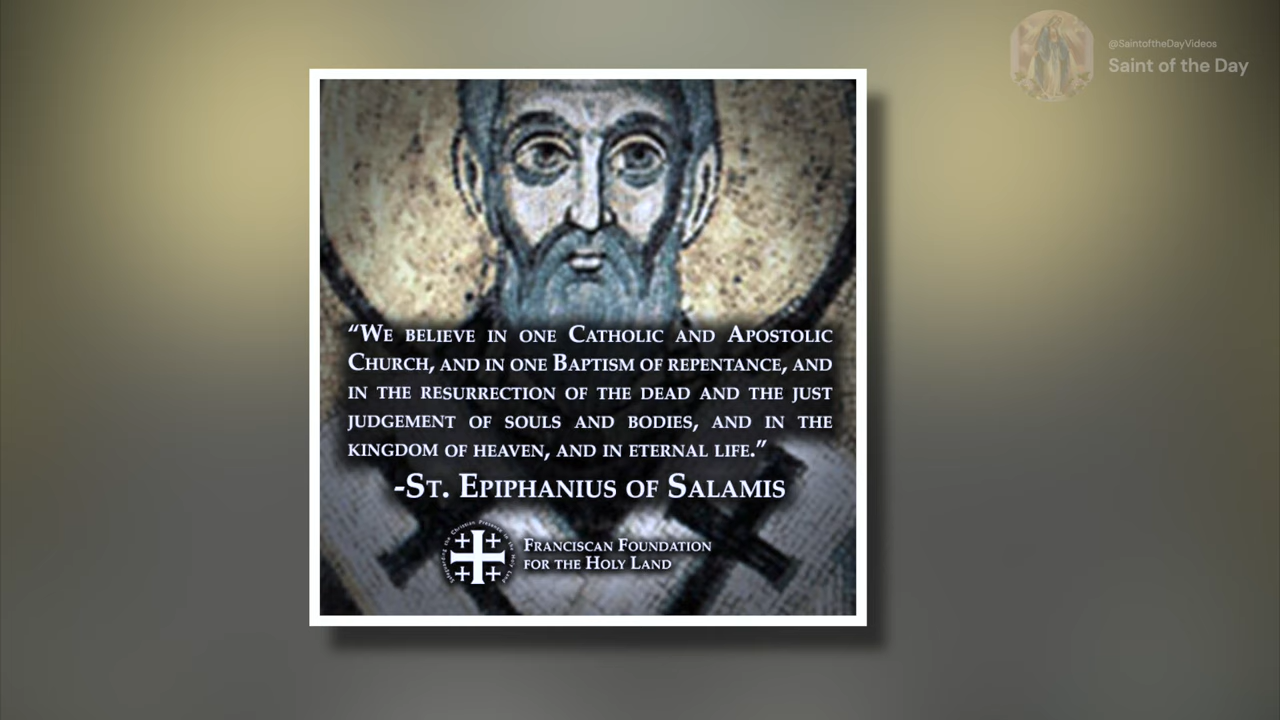 @SaintoftheDayVideos
Saint of the Day
“WE BELIEVE IN ONE CATHOLIC AND APOSTOLIC
CHURCH, AND IN ONE BAPTISM OF REPENTANCE, AND
IN THE RESURRECTION OF THE DEAD AND THE JUST
JUDGEMENT OF SOULS AND BODIES, AND IN THE
KINGDOM OF HEAVEN, AND IN ETERNAL LIFE.”
-ST. EPIPHANIUS OF SALAMIS
FRANCISCAN FOUNDATION
FOR THE HOLY LAND